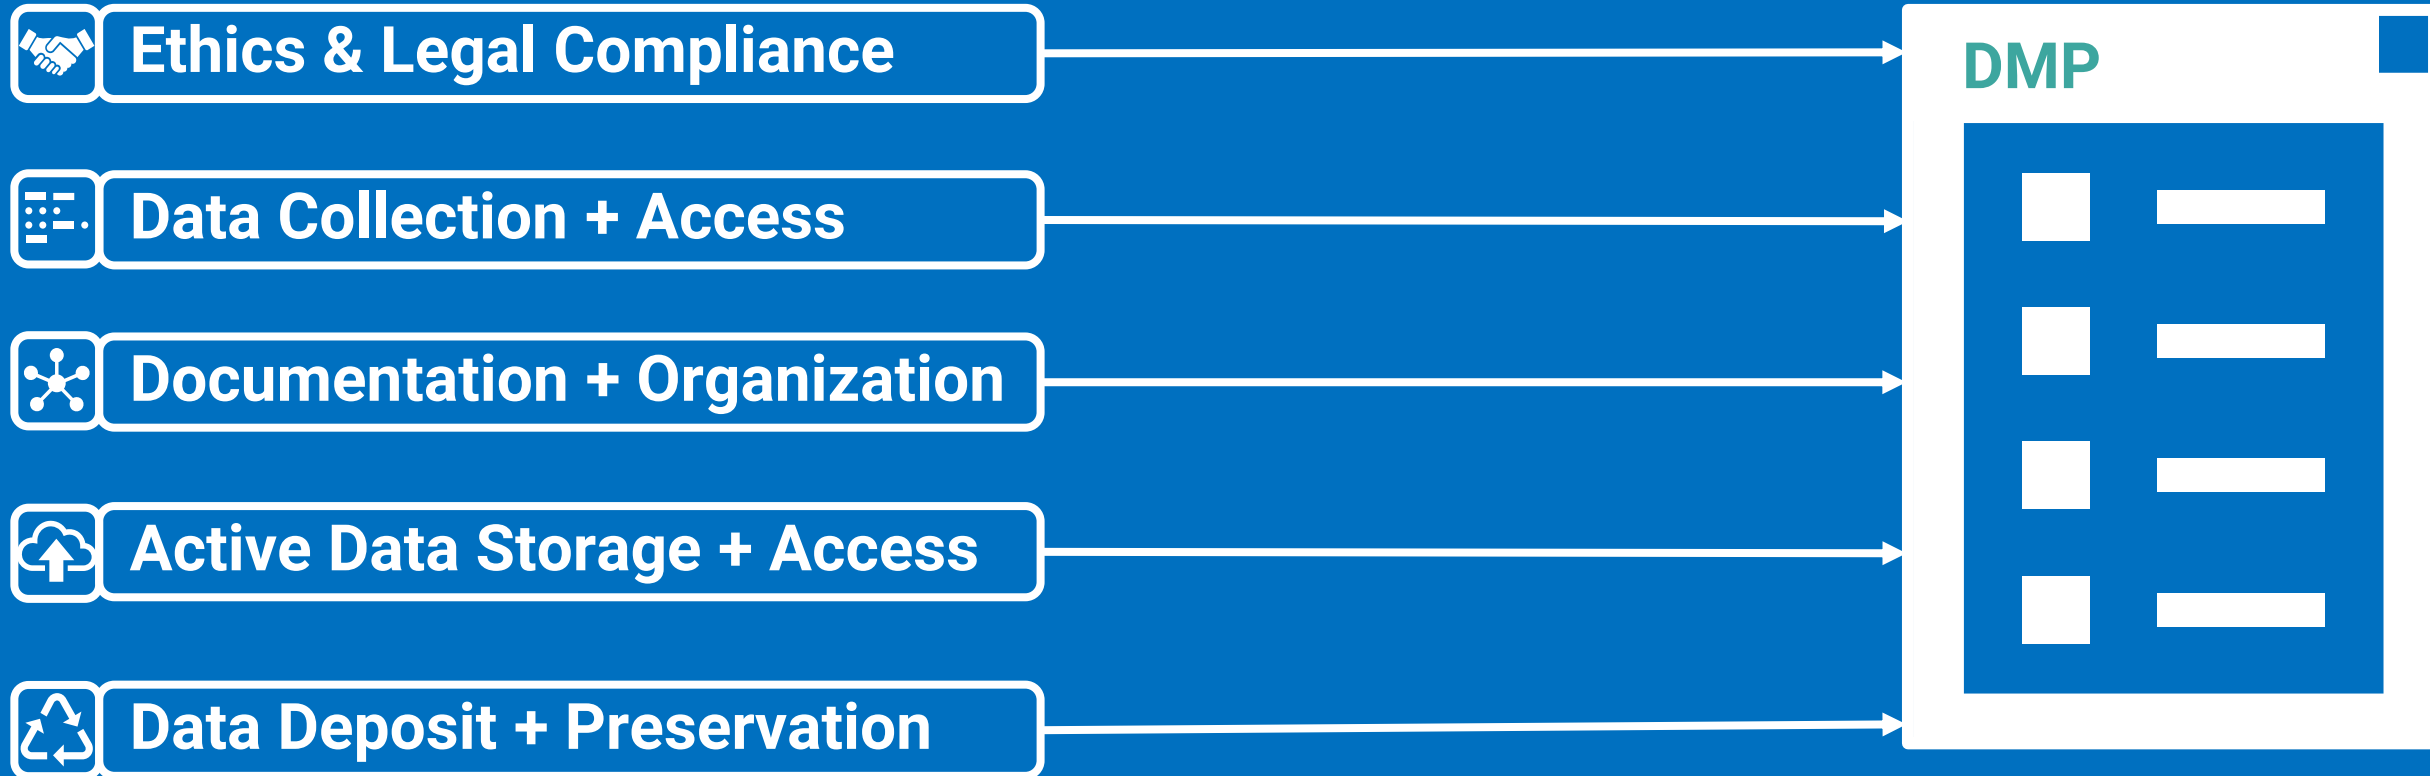 Ethics & Legal Compliance
DMP
Data Collection + Access
Documentation + Organization
Active Data Storage + Access
Data Deposit + Preservation